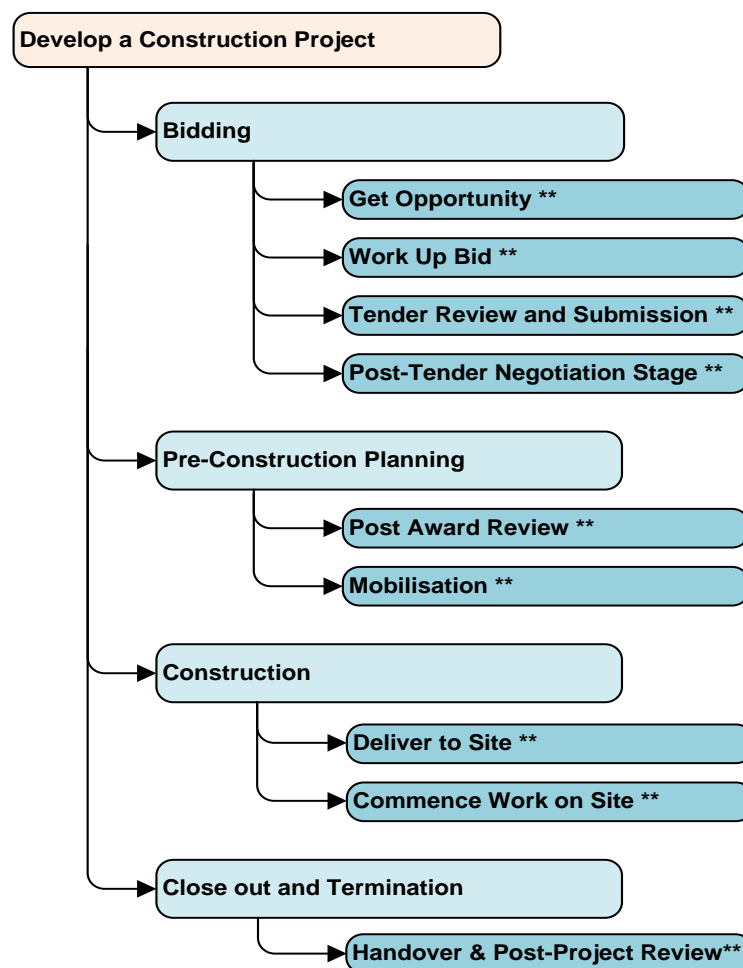 Develop a Construction Project
Bidding
Get Opportunity **
Work Up Bid **
Tender Review and Submission **
Post-Tender Negotiation Stage **
Pre-Construction Planning
Post Award Review **
Mobilisation **
Construction
Deliver to Site **
Commence Work on Site **
Close out and Termination
Handover & Post-Project Review**